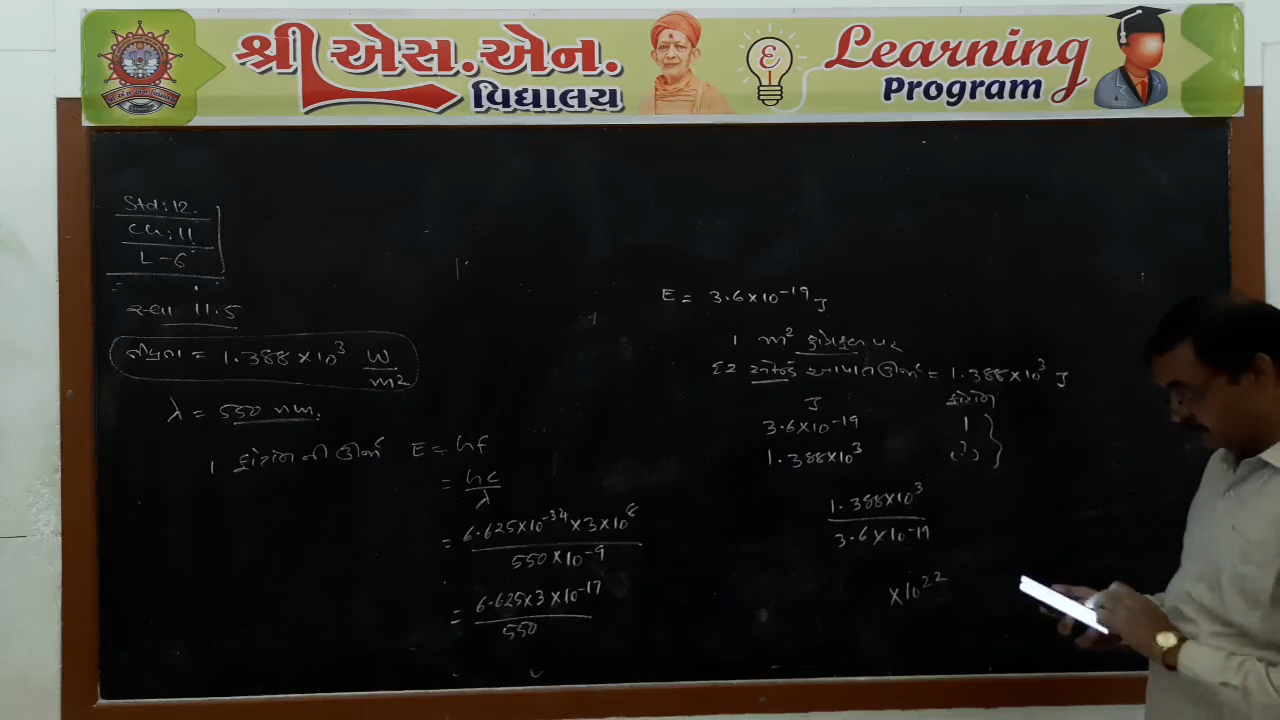 શ્રી એસ.એન.
વિદ્યાલય
Learning
Program
Std: 12.
Ch: 11
L-6
સ્વા 11.5
તીવ્રતા = 1.388 × 10³ W/m²
λ = 550 nm.
1 ફોટોનની ઊર્જા E = hf
= hc/λ
= 6.625×10⁻³⁴ × 3×10⁸ / 550×10⁻⁹
= 6.625×3×10⁻¹⁷ / 550
E = 3.6×10⁻¹⁹ J
1 m² ક્ષેત્રફળ પર
દર સેકન્ડે આપાત ઊર્જા = 1.388×10³ J
J ફોટોન
3.6×10⁻¹⁹ 1
1.388×10³ (?)
1.388×10³ / 3.6×10⁻¹⁹
×10²²